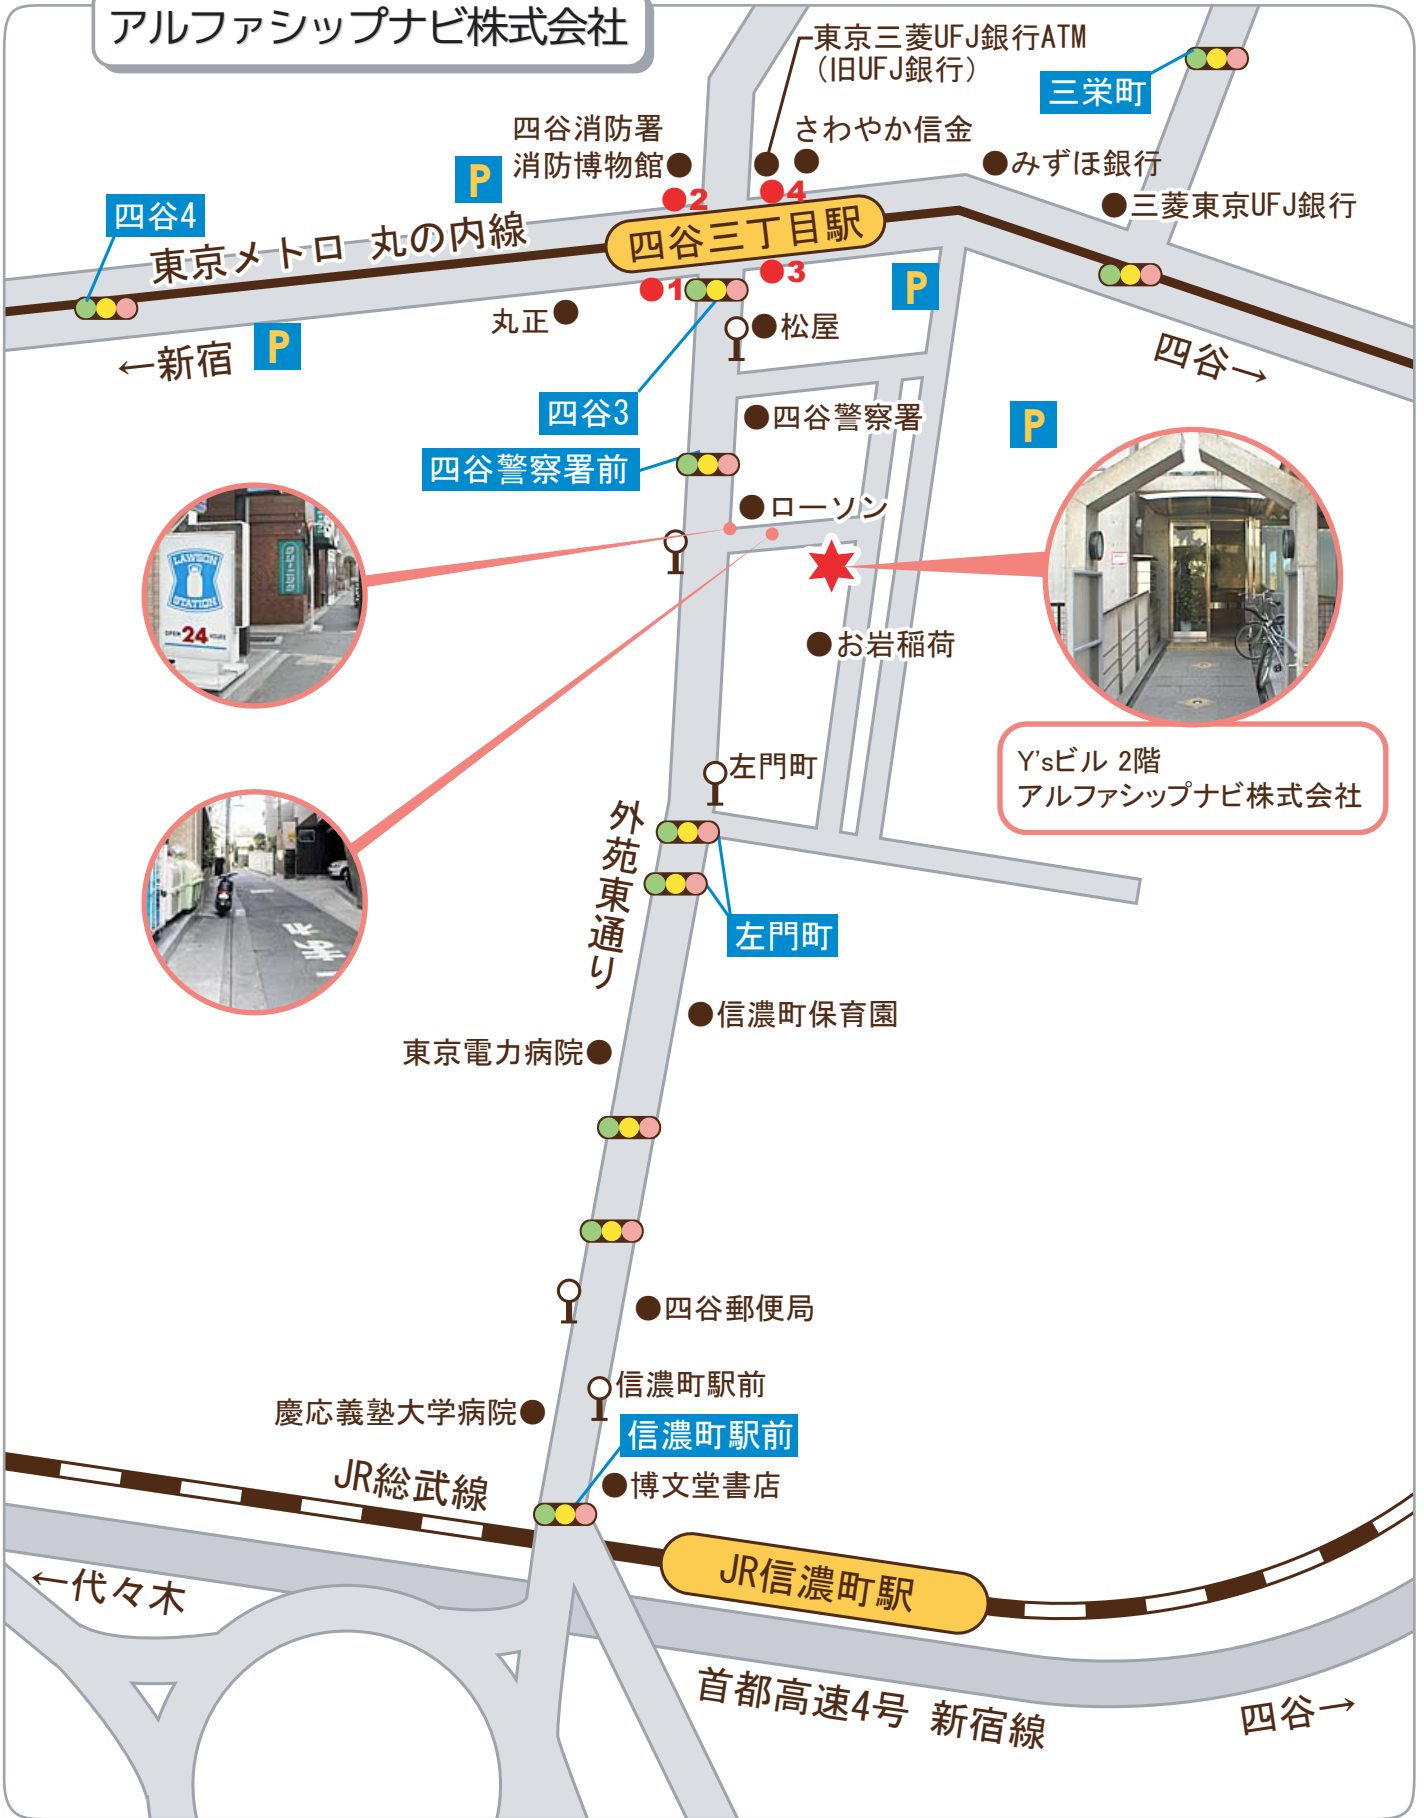 アルファシップナビ株式会社
東京三菱UFJ銀行ATM
（旧UFJ銀行）
三栄町
四谷消防署
消防博物館
さわやか信金
みずほ銀行
三菱東京UFJ銀行
P
四谷4
2
4
東京メトロ 丸の内線
四谷三丁目駅
1
3
P
丸正
松屋
←新宿
P
四谷→
四谷3
四谷警察署
P
四谷警察署前
ローソン
LAWSON
STATION
OPEN 24 HOURS
クリーニング
お岩稲荷
Y'sビル 2階
アルファシップナビ株式会社
左門町
外苑東通り
左門町
信濃町保育園
東京電力病院
四谷郵便局
信濃町駅前
慶応義塾大学病院
信濃町駅前
博文堂書店
JR総武線
JR信濃町駅
←代々木
首都高速4号 新宿線
四谷→